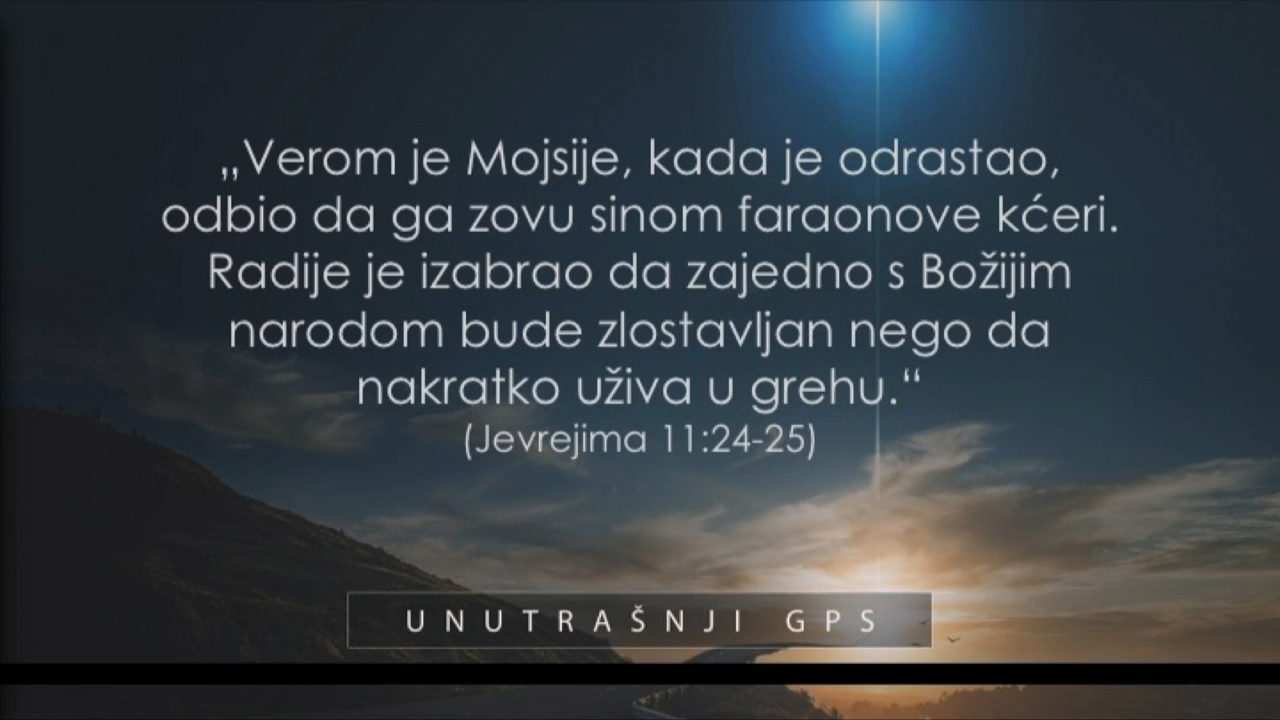 „Verom je Mojsije, kada je odrastao,
odbio da ga zovu sinom faraonove kćeri.
Radije je izabrao da zajedno s Božijim
narodom bude zlostavljan nego da
nakratko uživa u grehu.“
(Jevrejima 11:24-25)
UNUTRAŠNJI GPS